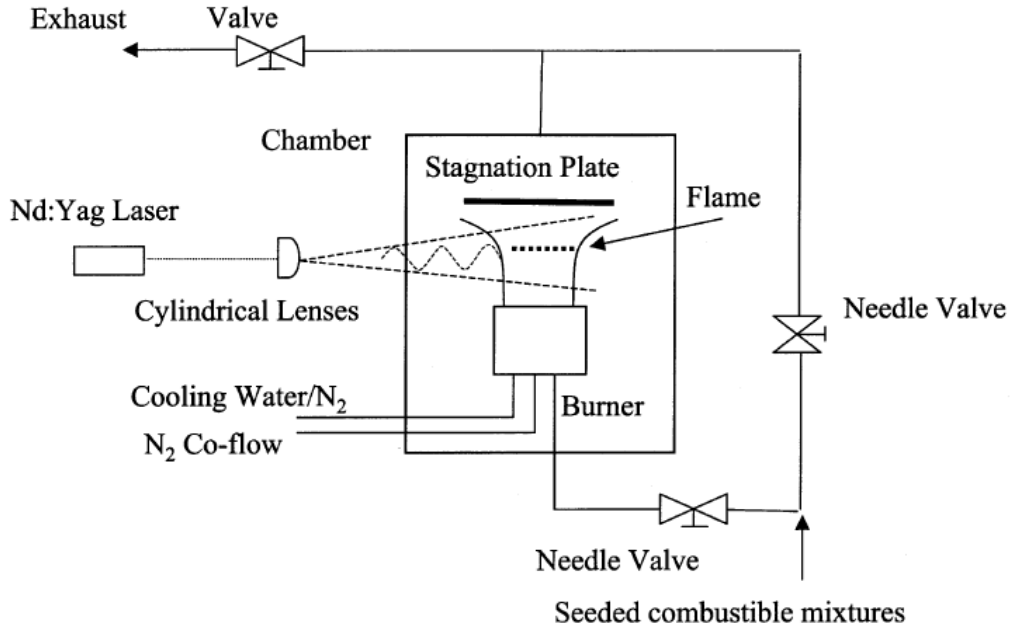 Exhaust
Valve
Chamber
Stagnation Plate
Flame
Nd:Yag Laser
Cylindrical Lenses
Needle Valve
Cooling Water/N₂
Burner
N₂ Co-flow
Needle Valve
Seeded combustible mixtures